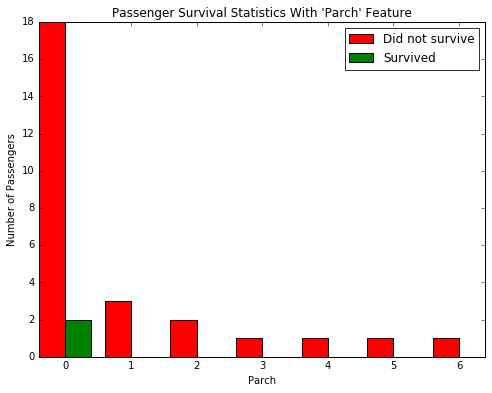 Passenger Survival Statistics With 'Parch' Feature
Did not survive
Survived
Number of Passengers
18
16
14
12
10
8
6
4
2
0
0 1 2 3 4 5 6
Parch